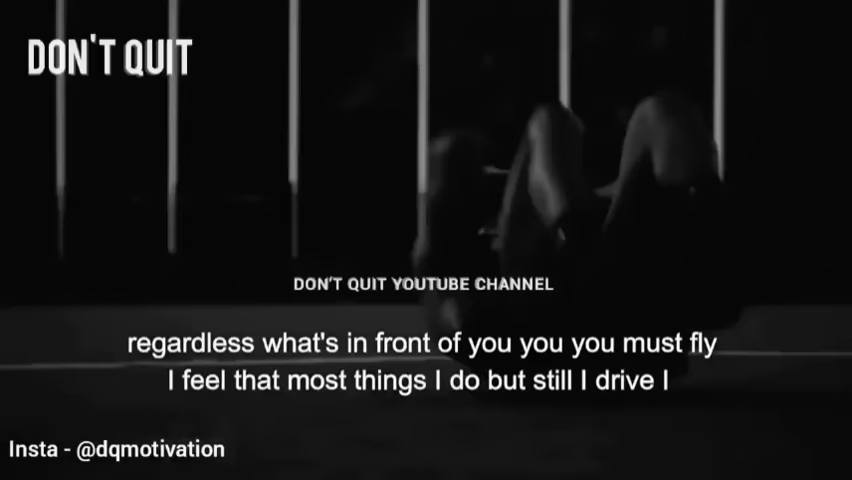 DON'T QUIT
DON'T QUIT YOUTUBE CHANNEL
regardless what's in front of you you you must fly
I feel that most things I do but still I drive I
Insta - @dqmotivation